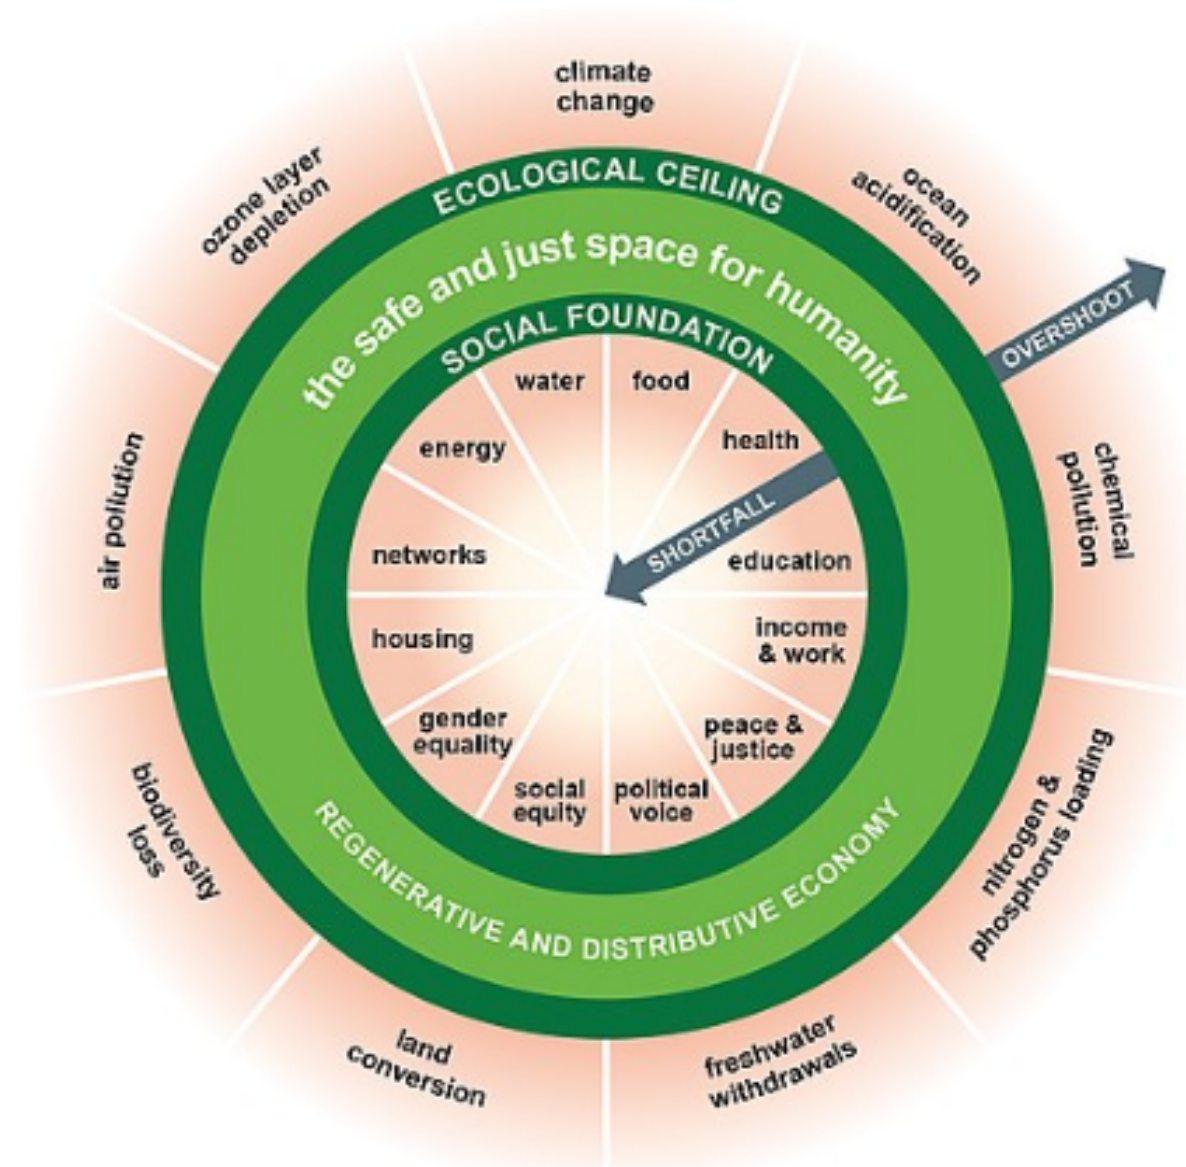 climate
change
ozone layer
depletion
ocean
acidification
ECOLOGICAL CEILING
the safe and just space for humanity
SOCIAL FOUNDATION
OVERSHOOT
water
food
energy
health
SHORTFALL
air pollution
chemical
pollution
networks
education
housing
income
& work
gender
equality
peace &
justice
social
equity
political
voice
biodiversity
loss
nitrogen &
phosphorus loading
REGENERATIVE AND DISTRIBUTIVE ECONOMY
land
conversion
freshwater
withdrawals